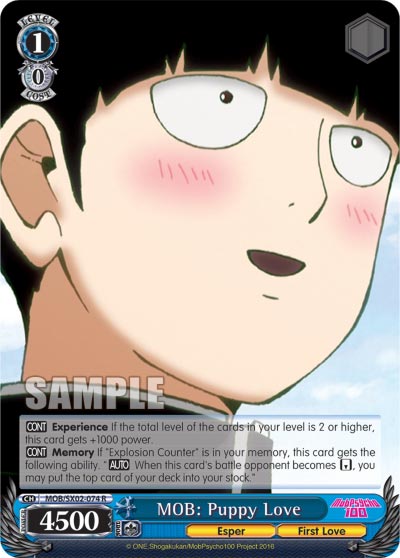 LEVEL
1
0
COST
SAMPLE
CONT Experience If the total level of the cards in your level is 2 or higher,
this card gets +1000 power.
CONT Memory If "Explosion Counter" is in your memory, this card gets the
following ability. "AUTO When this card's battle opponent becomes , you
may put the top card of your deck into your stock."
CH MOB/SX02-074 R
POWER 4500
SOUL
MOB: Puppy Love
MobPsycho 100
Esper First Love
© ONE,Shogakukan/MobPsycho100 Project 2016